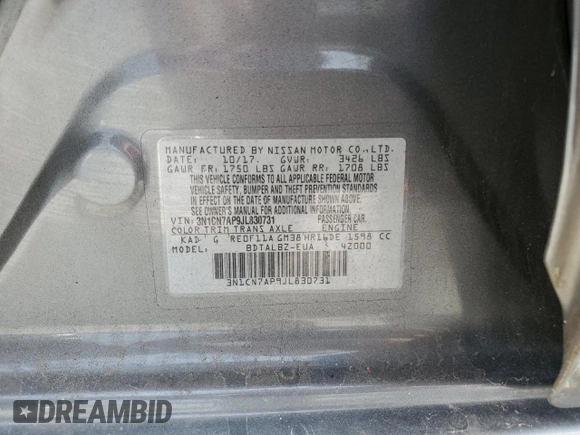 MANUFACTURED BY NISSAN MOTOR CO.,LTD.
DATE: 10/17. GVWR: 3426 LBS
GAWR FR: 1750 LBS GAWR RR: 1708 LBS
THIS VEHICLE CONFORMS TO ALL APPLICABLE FEDERAL MOTOR
VEHICLE SAFETY, BUMPER AND THEFT PREVENTION STANDARDS
IN EFFECT ON THE DATE OF MANUFACTURE SHOWN ABOVE.
SEE OWNER'S MANUAL FOR ADDITIONAL INFORMATION
VIN: 3N1CN7AP9JL830731 PASSENGER CAR
COLOR TRIM TRANS AXLE ENGINE
KAD G RE0F11A GM38 HR16DE 1598 CC
MODEL: BDTALBZ-EUA 4Z000
3N1CN7AP9JL830731
DREAMBID